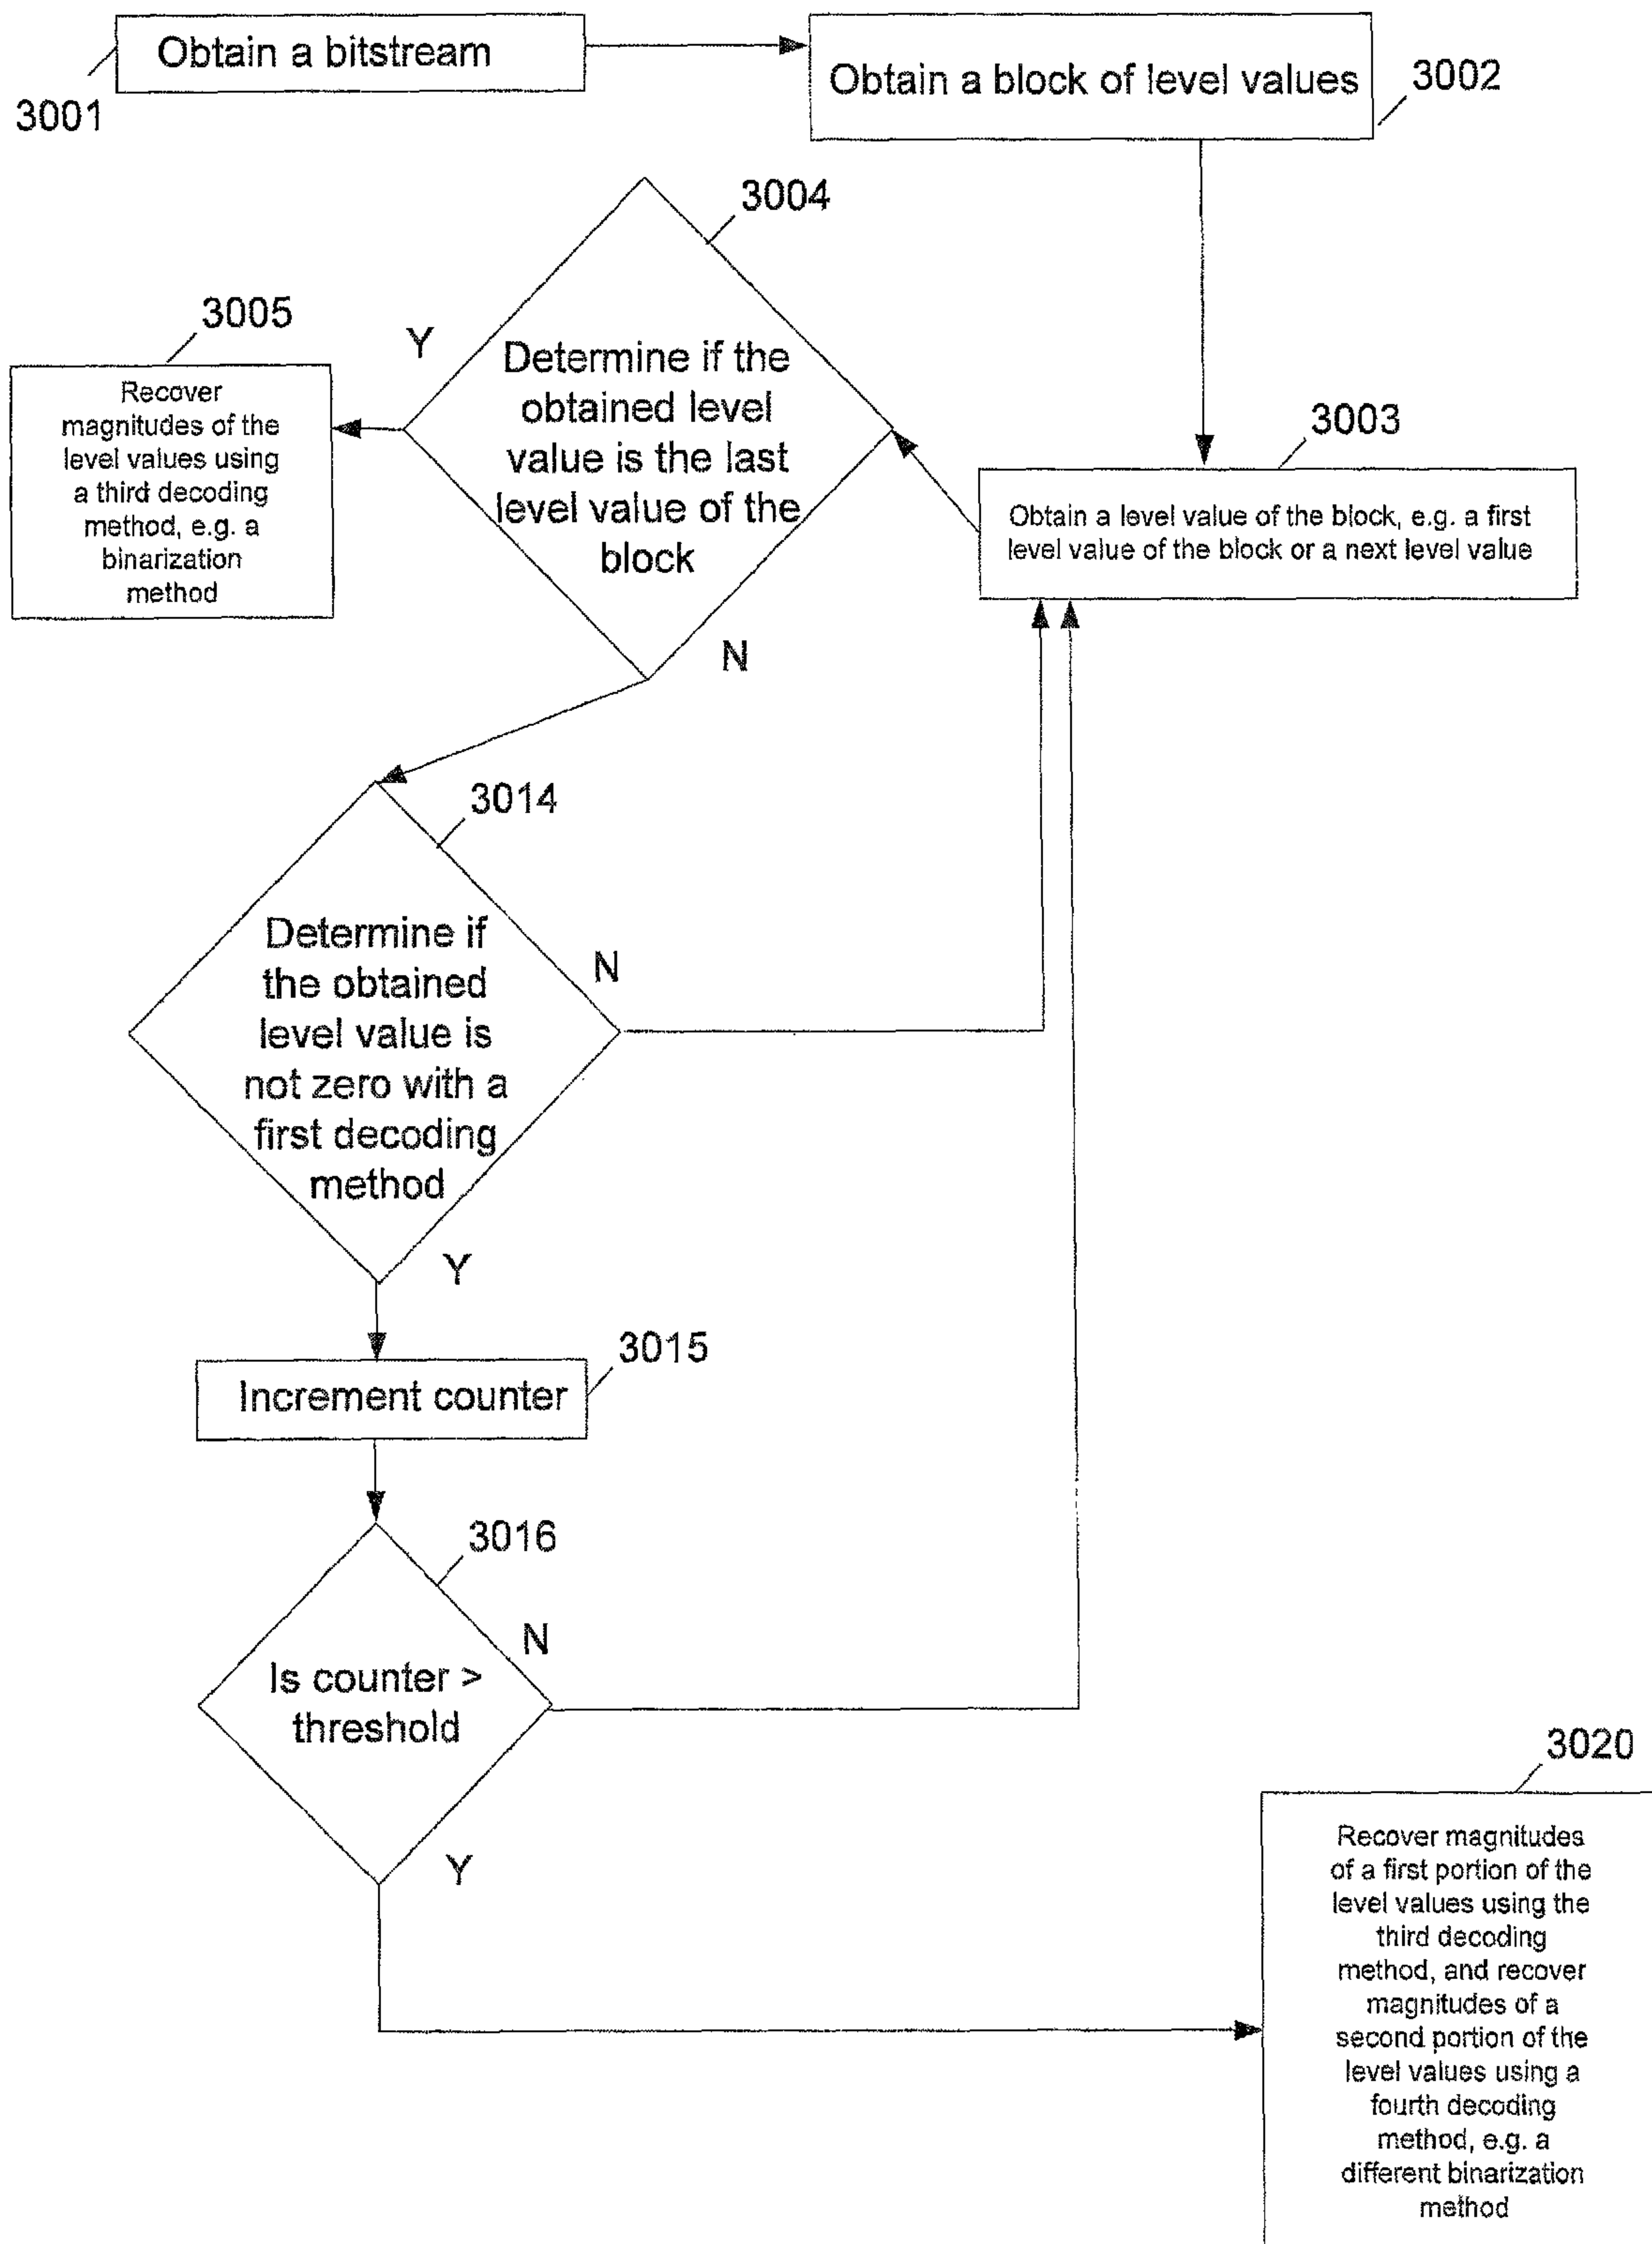 Obtain a bitstream
3001
Obtain a block of level values
3002
3004
Determine if the
obtained level
value is the last
level value of the
block
Y
N
3005
Recover
magnitudes of the
level values using
a third decoding
method, e.g. a
binarization
method
3003
Obtain a level value of the block, e.g. a first
level value of the block or a next level value
3014
Determine if
the obtained
level value is
not zero with a
first decoding
method
N
Y
3015
Increment counter
3016
Is counter >
threshold
N
Y
3020
Recover magnitudes
of a first portion of the
level values using the
third decoding
method, and recover
magnitudes of a
second portion of the
level values using a
fourth decoding
method, e.g. a
different binarization
method